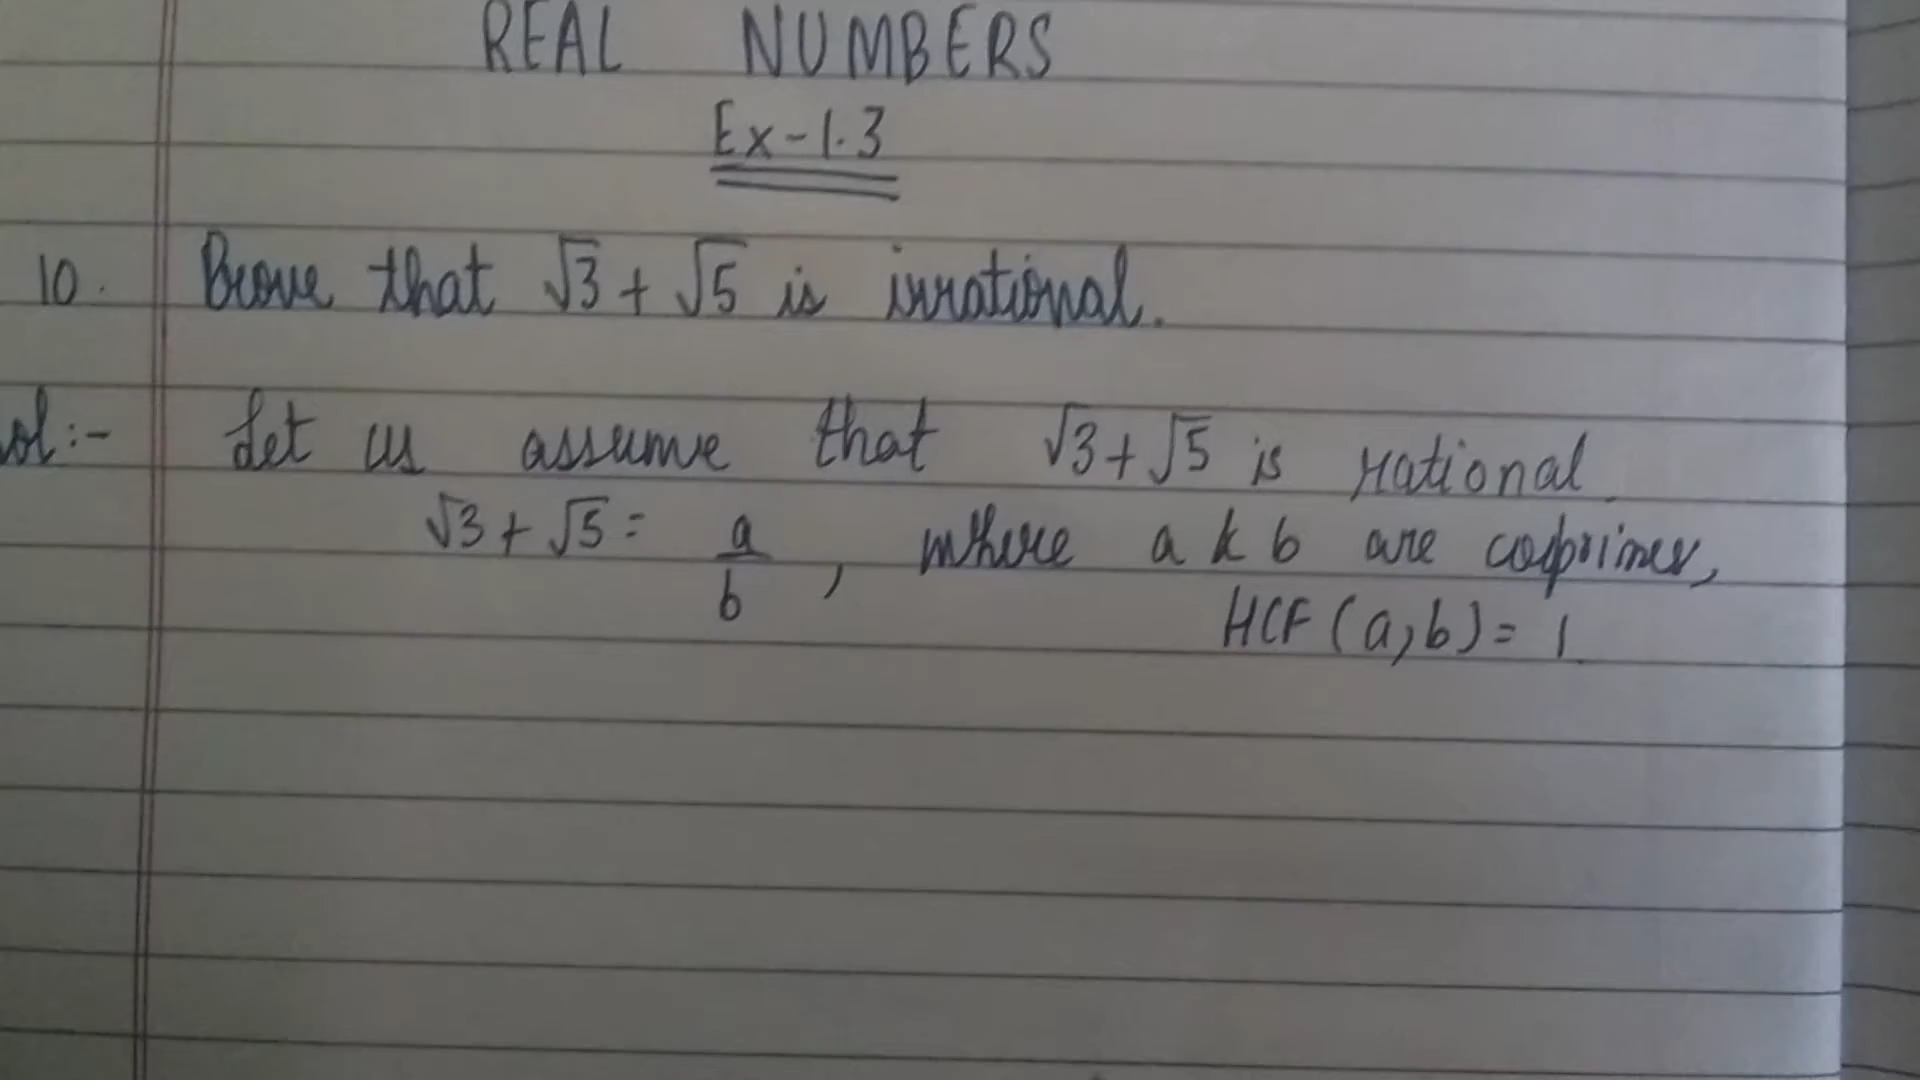 REAL NUMBERS
Ex-1.3
10. Prove that √3 + √5 is irrational.
ol:- Let us assume that √3+√5 is rational.
√3 + √5 = a/b, where a & b are coprimes,
HCF (a,b) = 1